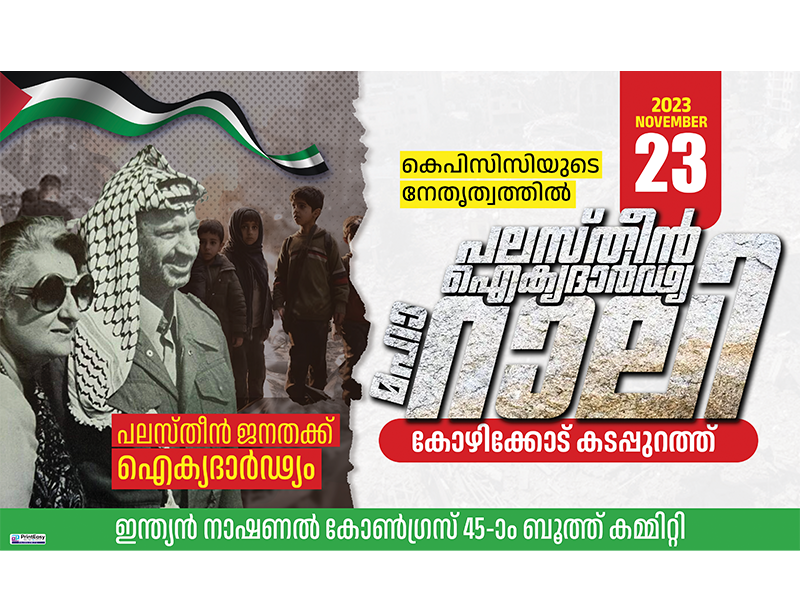 2023
NOVEMBER
23
കെപിസിസിയുടെ
നേതൃത്വത്തിൽ
പലസ്തീൻ
ഐക്യദാർഢ്യ
മഹാ
റാലി
കോഴിക്കോട് കടപ്പുറത്ത്
പലസ്തീൻ ജനതക്ക്
ഐക്യദാർഢ്യം
ഇന്ത്യൻ നാഷണൽ കോൺഗ്രസ് 45-ാം ബൂത്ത് കമ്മിറ്റി
PrintEasy